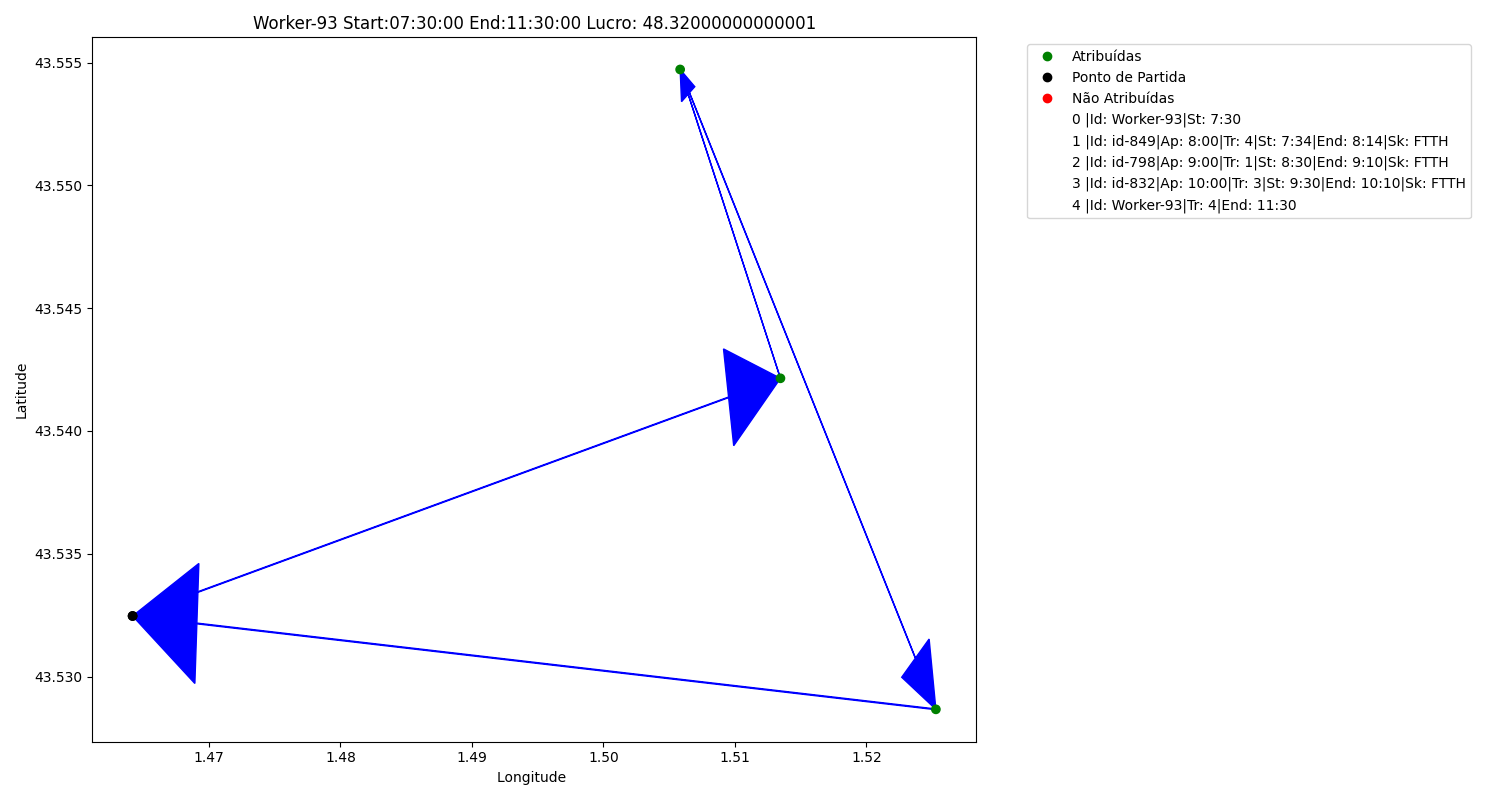 Worker-93 Start:07:30:00 End:11:30:00 Lucro: 48.32000000000001
43.555
43.550
43.545
43.540
43.535
43.530
Latitude
1.47 1.48 1.49 1.50 1.51 1.52
Longitude
Atribuídas
Ponto de Partida
Não Atribuídas
0 |Id: Worker-93|St: 7:30
1 |Id: id-849|Ap: 8:00|Tr: 4|St: 7:34|End: 8:14|Sk: FTTH
2 |Id: id-798|Ap: 9:00|Tr: 1|St: 8:30|End: 9:10|Sk: FTTH
3 |Id: id-832|Ap: 10:00|Tr: 3|St: 9:30|End: 10:10|Sk: FTTH
4 |Id: Worker-93|Tr: 4|End: 11:30